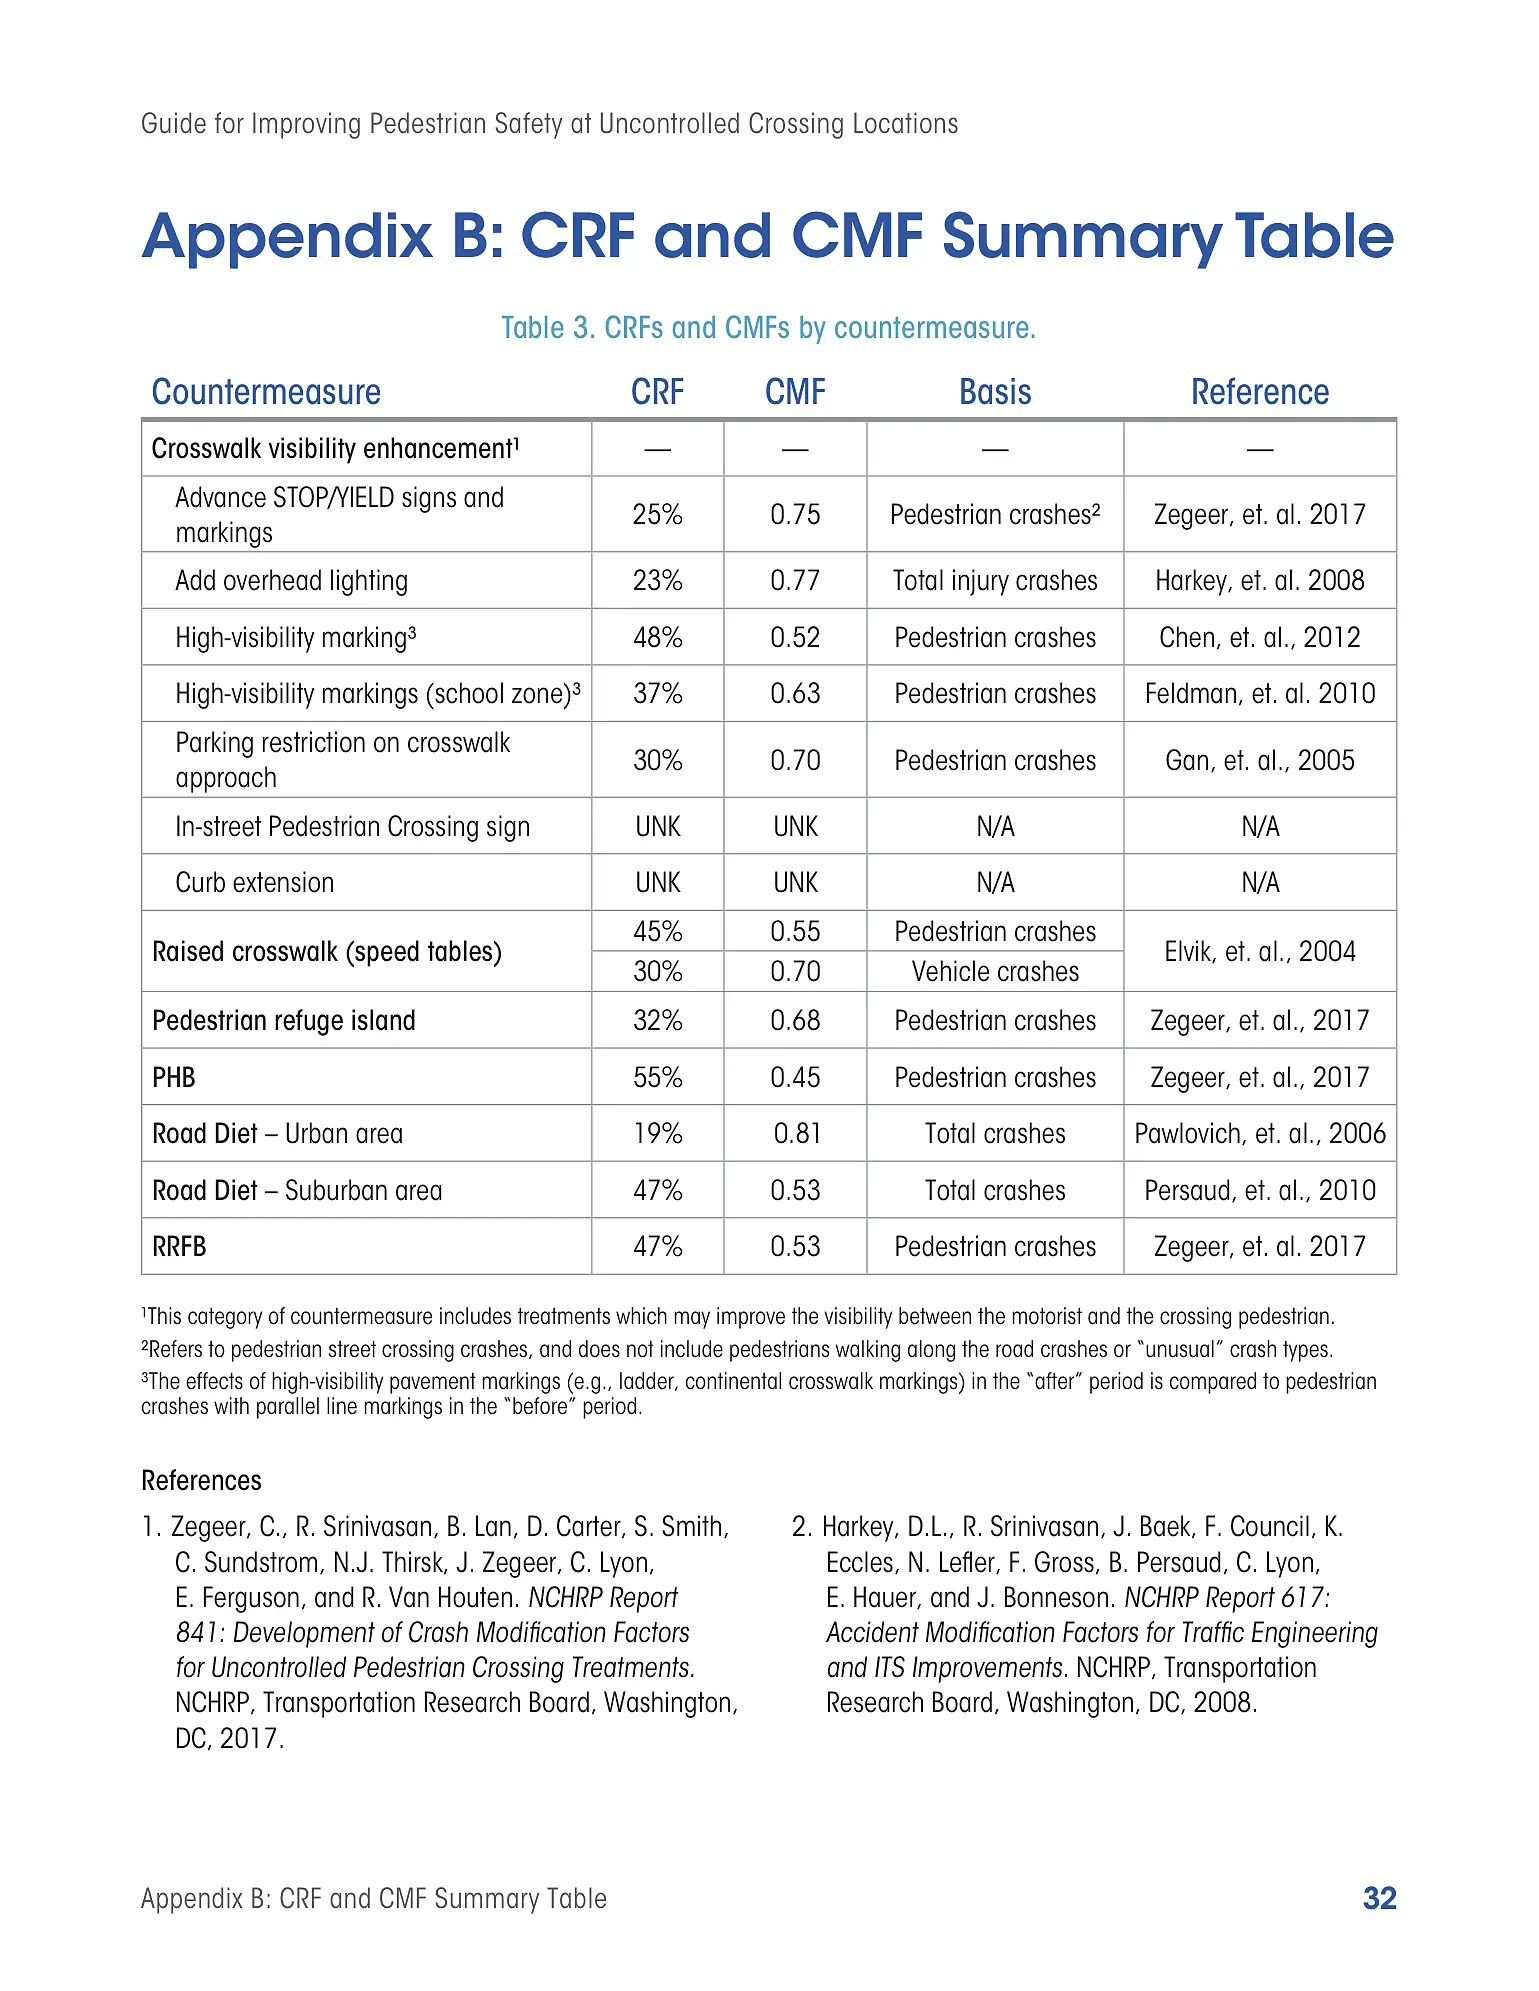 Guide for Improving Pedestrian Safety at Uncontrolled Crossing Locations
Appendix B: CRF and CMF Summary Table
Table 3. CRFs and CMFs by countermeasure.
Countermeasure CRF CMF Basis Reference
Crosswalk visibility enhancement¹ — — — —
Advance STOP/YIELD signs and
markings
25% 0.75 Pedestrian crashes² Zegeer, et. al. 2017
Add overhead lighting 23% 0.77 Total injury crashes Harkey, et. al. 2008
High-visibility marking³ 48% 0.52 Pedestrian crashes Chen, et. al., 2012
High-visibility markings (school zone)³ 37% 0.63 Pedestrian crashes Feldman, et. al. 2010
Parking restriction on crosswalk
approach
30% 0.70 Pedestrian crashes Gan, et. al., 2005
In-street Pedestrian Crossing sign UNK UNK N/A N/A
Curb extension UNK UNK N/A N/A
Raised crosswalk (speed tables)
45% 0.55 Pedestrian crashes
30% 0.70 Vehicle crashes
Elvik, et. al., 2004
Pedestrian refuge island 32% 0.68 Pedestrian crashes Zegeer, et. al., 2017
PHB 55% 0.45 Pedestrian crashes Zegeer, et. al., 2017
Road Diet – Urban area 19% 0.81 Total crashes Pawlovich, et. al., 2006
Road Diet – Suburban area 47% 0.53 Total crashes Persaud, et. al., 2010
RRFB 47% 0.53 Pedestrian crashes Zegeer, et. al. 2017
¹This category of countermeasure includes treatments which may improve the visibility between the motorist and the crossing pedestrian.
²Refers to pedestrian street crossing crashes, and does not include pedestrians walking along the road crashes or “unusual” crash types.
³The effects of high-visibility pavement markings (e.g., ladder, continental crosswalk markings) in the “after” period is compared to pedestrian
crashes with parallel line markings in the “before” period.
References
1. Zegeer, C., R. Srinivasan, B. Lan, D. Carter, S. Smith,
C. Sundstrom, N.J. Thirsk, J. Zegeer, C. Lyon,
E. Ferguson, and R. Van Houten. NCHRP Report
841: Development of Crash Modification Factors
for Uncontrolled Pedestrian Crossing Treatments.
NCHRP, Transportation Research Board, Washington,
DC, 2017.
2. Harkey, D.L., R. Srinivasan, J. Baek, F. Council, K.
Eccles, N. Lefler, F. Gross, B. Persaud, C. Lyon,
E. Hauer, and J. Bonneson. NCHRP Report 617:
Accident Modification Factors for Traffic Engineering
and ITS Improvements. NCHRP, Transportation
Research Board, Washington, DC, 2008.
Appendix B: CRF and CMF Summary Table 32